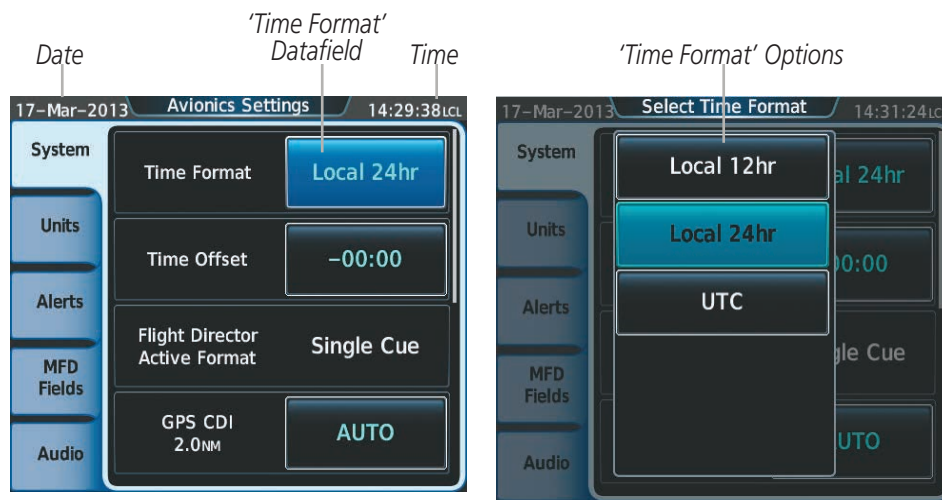 Date
'Time Format'
Datafield
Time
17–Mar–2013
Avionics Settings
14:29:38LCL
System
Units
Alerts
MFD
Fields
Audio
Time Format
Local 24hr
Time Offset
–00:00
Flight Director
Active Format
Single Cue
GPS CDI
2.0NM
AUTO
'Time Format' Options
17–Mar–2013
Select Time Format
14:31:24LC
System
Units
Alerts
MFD
Fields
Audio
Local 12hr
Local 24hr
UTC
al 24hr
00:00
gle Cue
UTO